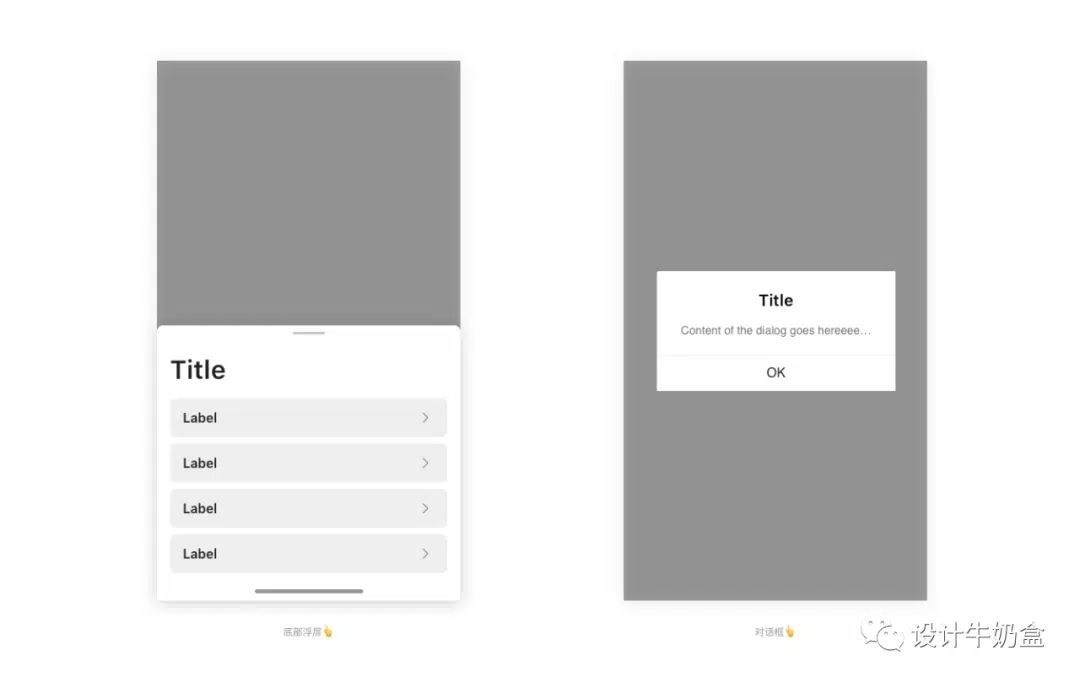 Title
Label
Label
Label
Label
底部浮层👆
Title
Content of the dialog goes hereeee…
OK
对话框👆
设计牛奶盒